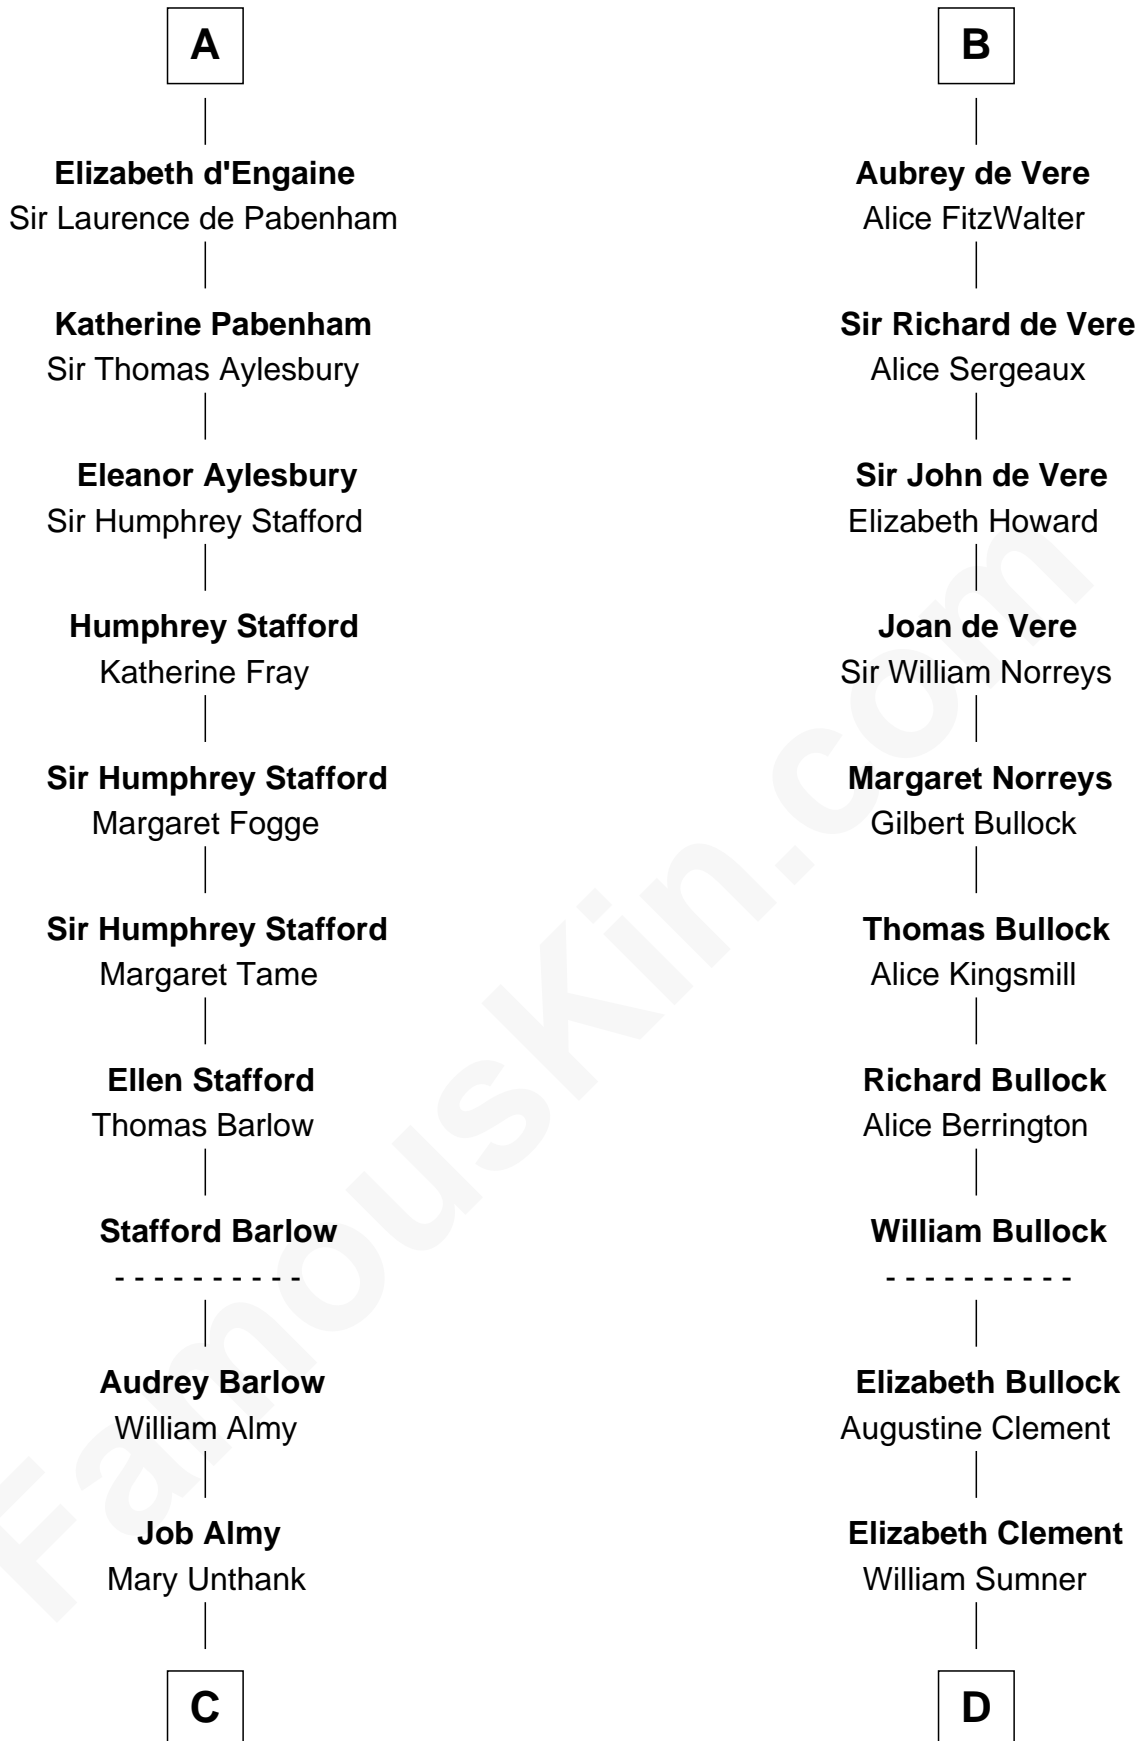 A
Elizabeth d'Engaine
Sir Laurence de Pabenham
Katherine Pabenham
Sir Thomas Aylesbury
Eleanor Aylesbury
Sir Humphrey Stafford
Humphrey Stafford
Katherine Fray
Sir Humphrey Stafford
Margaret Fogge
Sir Humphrey Stafford
Margaret Tame
Ellen Stafford
Thomas Barlow
Stafford Barlow
- - - - - - - - - -
Audrey Barlow
William Almy
Job Almy
Mary Unthank
C
B
Aubrey de Vere
Alice FitzWalter
Sir Richard de Vere
Alice Sergeaux
Sir John de Vere
Elizabeth Howard
Joan de Vere
Sir William Norreys
Margaret Norreys
Gilbert Bullock
Thomas Bullock
Alice Kingsmill
Richard Bullock
Alice Berrington
William Bullock
- - - - - - - - - -
Elizabeth Bullock
Augustine Clement
Elizabeth Clement
William Sumner
D
FamousKin.com